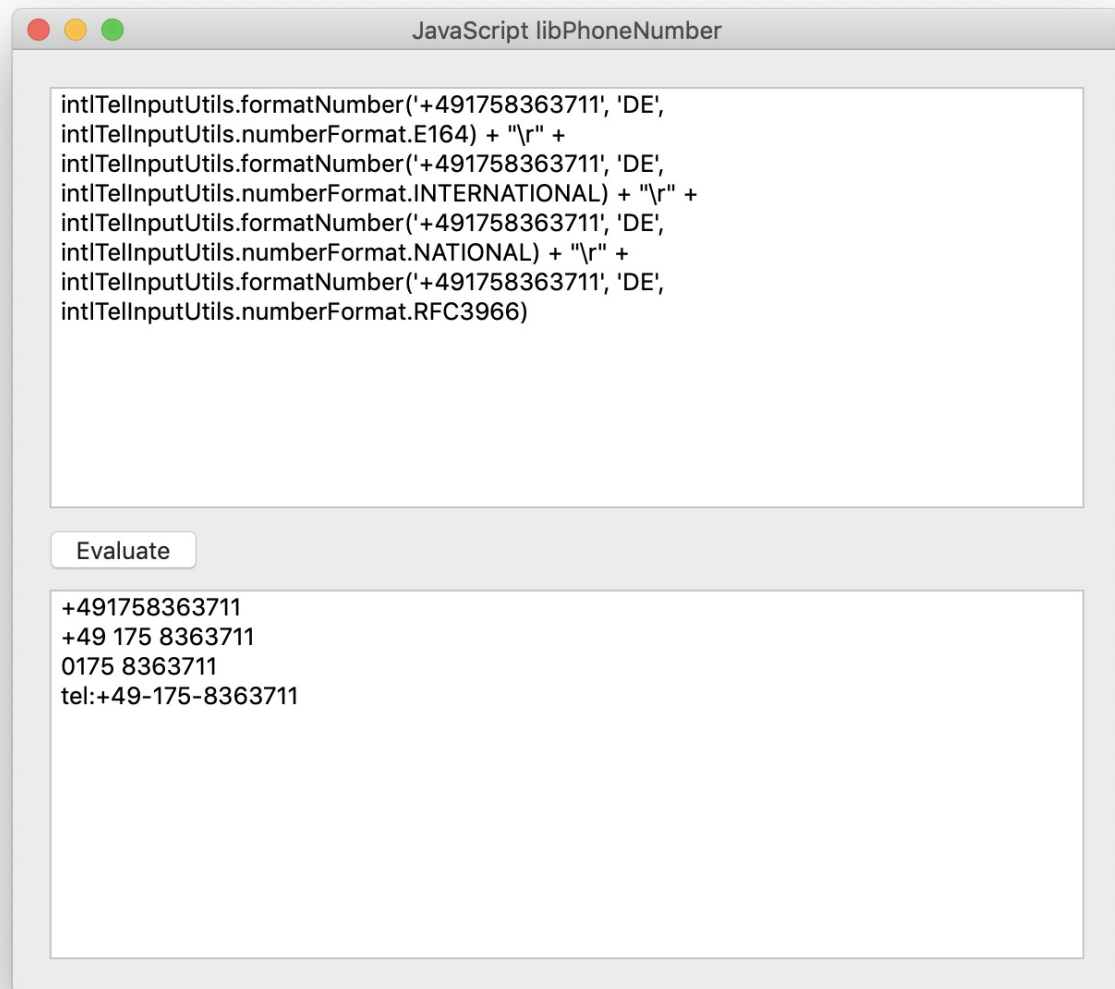 JavaScript libPhoneNumber
intlTelInputUtils.formatNumber('+491758363711', 'DE',
intlTelInputUtils.numberFormat.E164) + "\r" +
intlTelInputUtils.formatNumber('+491758363711', 'DE',
intlTelInputUtils.numberFormat.INTERNATIONAL) + "\r" +
intlTelInputUtils.formatNumber('+491758363711', 'DE',
intlTelInputUtils.numberFormat.NATIONAL) + "\r" +
intlTelInputUtils.formatNumber('+491758363711', 'DE',
intlTelInputUtils.numberFormat.RFC3966)
Evaluate
+491758363711
+49 175 8363711
0175 8363711
tel:+49-175-8363711